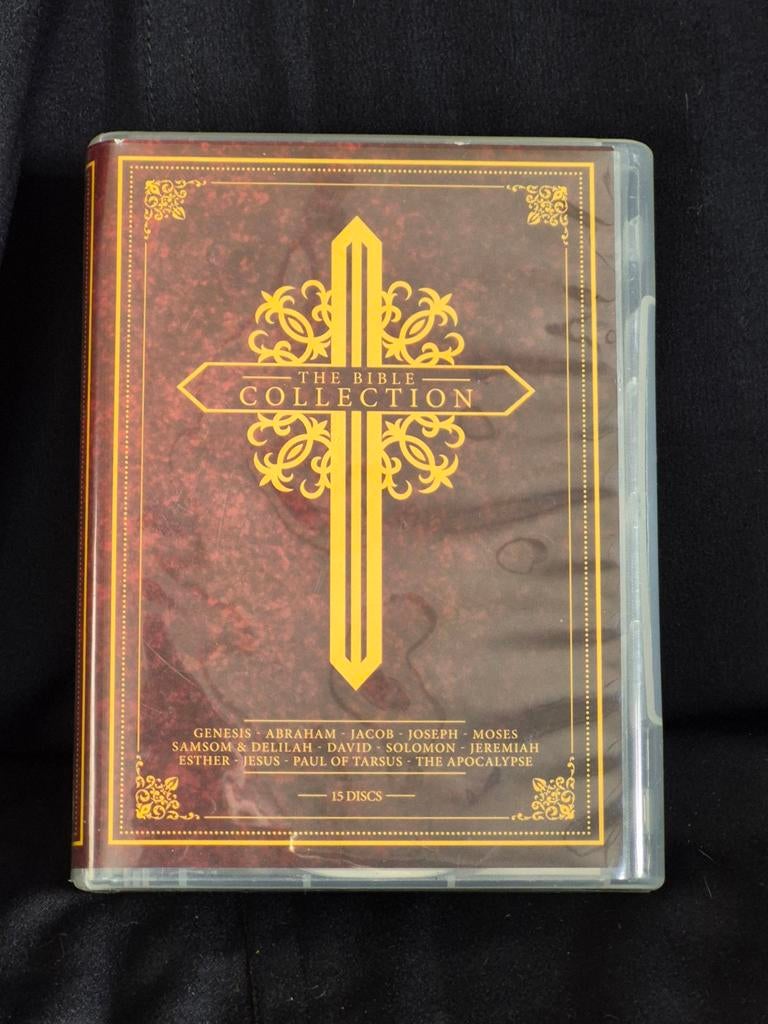 THE BIBLE
COLLECTION
GENESIS - ABRAHAM - JACOB - JOSEPH - MOSES
SAMSOM & DELILAH - DAVID - SOLOMON - JEREMIAH
ESTHER - JESUS - PAUL OF TARSUS - THE APOCALYPSE
15 DISCS